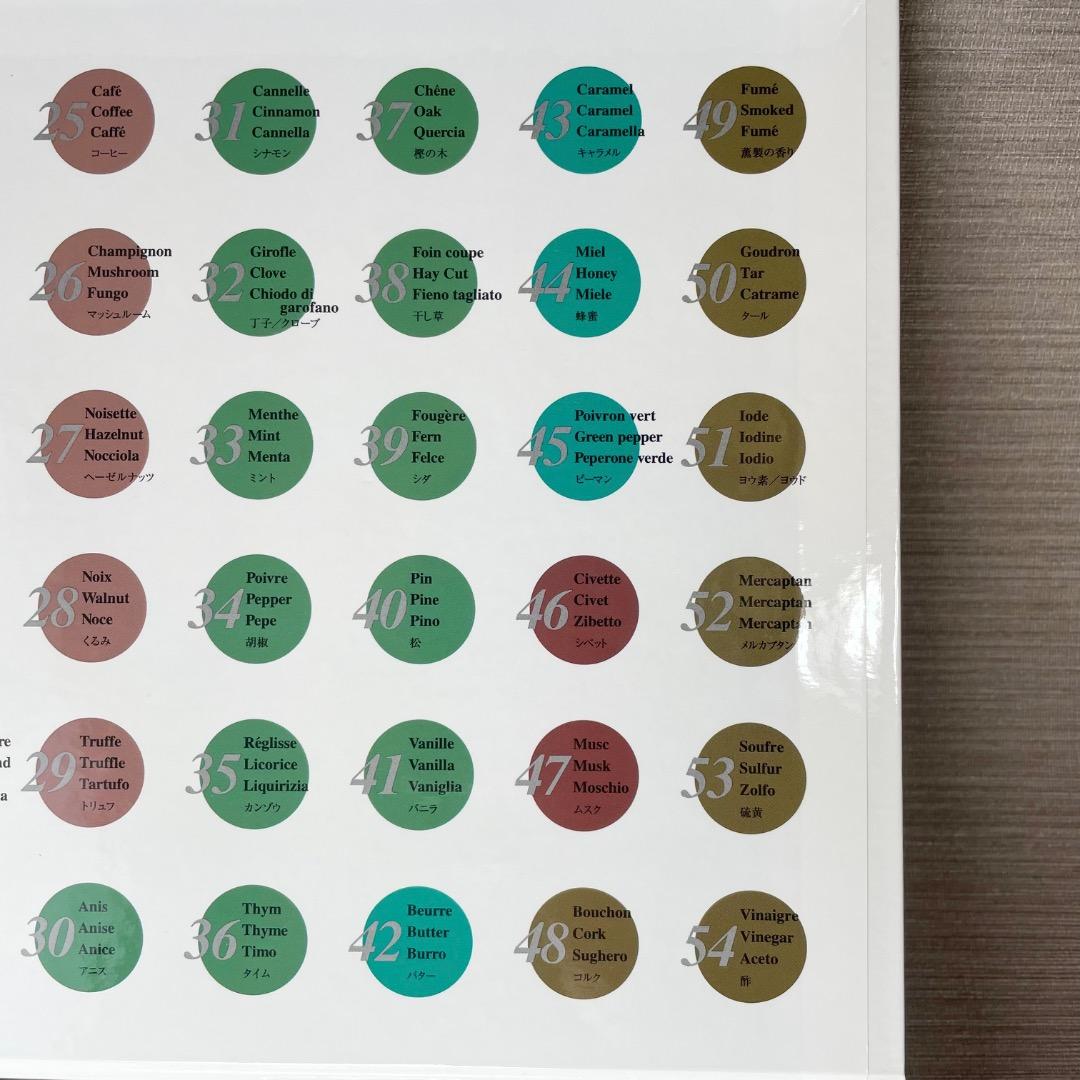 25
Café
Coffee
Caffé
コーヒー
26
Champignon
Mushroom
Fungo
マッシュルーム
27
Noisette
Hazelnut
Nocciola
ヘーゼルナッツ
28
Noix
Walnut
Noce
くるみ
29
Truffe
Truffle
Tartufo
トリュフ
30
Anis
Anise
Anice
アニス
31
Cannelle
Cinnamon
Cannella
シナモン
32
Girofle
Clove
Chiodo di
garofano
丁子／クローブ
33
Menthe
Mint
Menta
ミント
34
Poivre
Pepper
Pepe
胡椒
35
Réglisse
Licorice
Liquirizia
カンゾウ
36
Thym
Thyme
Timo
タイム
37
Chêne
Oak
Quercia
樫の木
38
Foin coupe
Hay Cut
Fieno tagliato
干し草
39
Fougère
Fern
Felce
シダ
40
Pin
Pine
Pino
松
41
Vanille
Vanilla
Vaniglia
バニラ
42
Beurre
Butter
Burro
バター
43
Caramel
Caramel
Caramella
キャラメル
44
Miel
Honey
Miele
蜂蜜
45
Poivron vert
Green pepper
Peperone verde
ピーマン
46
Civette
Civet
Zibetto
シベット
47
Musc
Musk
Moschio
ムスク
48
Bouchon
Cork
Sughero
コルク
49
Fumé
Smoked
Fumé
薫製の香り
50
Goudron
Tar
Catrame
タール
51
Iode
Iodine
Iodio
ヨウ素／ヨウド
52
Mercaptan
Mercaptan
Mercaptan
メルカプタン
53
Soufre
Sulfur
Zolfo
硫黄
54
Vinaigre
Vinegar
Aceto
酢